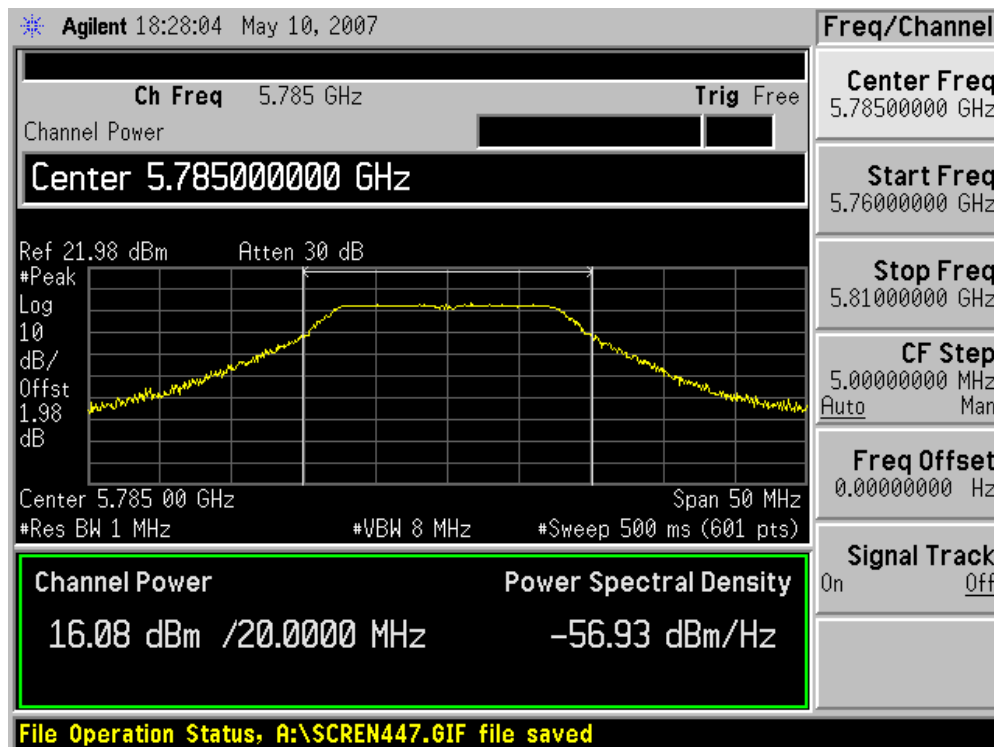 Agilent 18:28:04 May 10, 2007
Freq/Channel
Ch Freq 5.785 GHz Trig Free
Channel Power
Center 5.785000000 GHz
Ref 21.98 dBm Atten 30 dB
#Peak
Log
10
dB/
Offst
1.98
dB
Center 5.785 00 GHz Span 50 MHz
#Res BW 1 MHz #VBW 8 MHz #Sweep 500 ms (601 pts)
Channel Power Power Spectral Density
16.08 dBm /20.0000 MHz -56.93 dBm/Hz
File Operation Status, A:\SCREN447.GIF file saved
Center Freq
5.78500000 GHz
Start Freq
5.76000000 GHz
Stop Freq
5.81000000 GHz
CF Step
5.00000000 MHz
Auto Man
Freq Offset
0.00000000 Hz
Signal Track
On Off